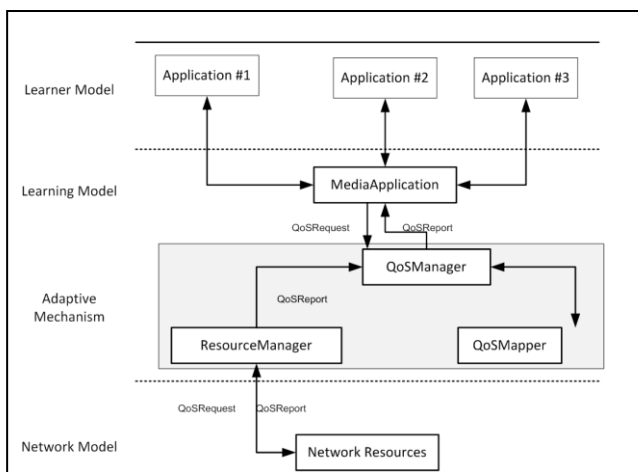 Application #1
Application #2
Application #3
Learner Model
Learning Model
MediaApplication
QoSRequest
QoSReport
QoSManager
Adaptive
Mechanism
QoSReport
ResourceManager
QoSMapper
QoSRequest
QoSReport
Network Model
Network Resources